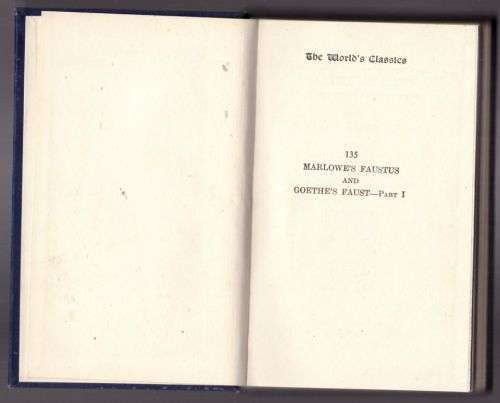 The World's Classics
135
MARLOWE'S FAUSTUS
AND
GOETHE'S FAUST—PART I